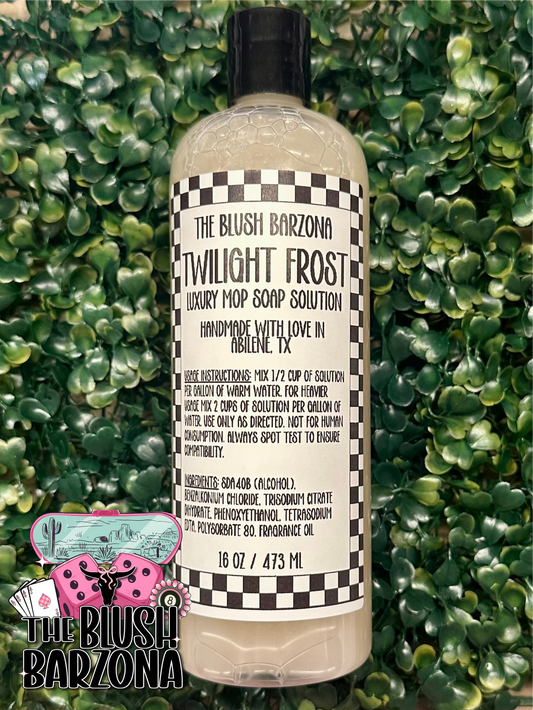 THE BLUSH BARZONA
TWILIGHT FROST
LUXURY MOP SOAP SOLUTION
HANDMADE WITH LOVE IN
ABILENE, TX
USAGE INSTRUCTIONS: MIX 1/2 CUP OF SOLUTION
PER GALLON OF WARM WATER. FOR HEAVIER
USAGE MIX 2 CUPS OF SOLUTION PER GALLON OF
WATER. USE ONLY AS DIRECTED. NOT FOR HUMAN
CONSUMPTION. ALWAYS SPOT TEST TO ENSURE
COMPATIBILITY.
INGREDIENTS: SDA40B (ALCOHOL),
BENZALKONIUM CHLORIDE, TRISODIUM CITRATE
DIHYDRATE, PHENOXYETHANOL, TETRASODIUM
EDTA, POLYSORBATE 80, FRAGRANCE OIL
16 OZ / 473 ML
8
THE BLUSH
BARZONA